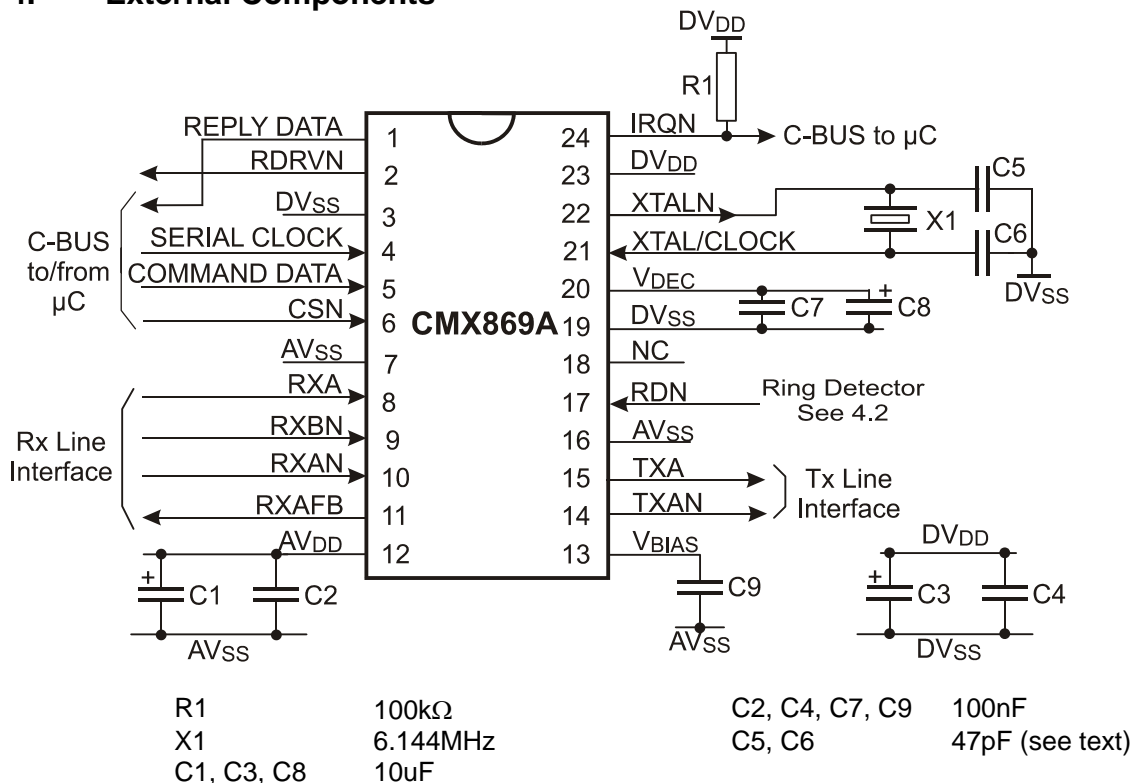 4. External Components
DVDD
R1
REPLY DATA
1
24
IRQN
C-BUS to µC
RDRVN
2
23
DVDD
DVSS
3
22
XTALN
C5
X1
C-BUS
to/from
µC
SERIAL CLOCK
4
21
XTAL/CLOCK
C6
COMMAND DATA
5
20
VDEC
DVSS
CSN
6
CMX869A
19
DVSS
C7
+
C8
AVSS
7
18
NC
RXA
8
17
RDN
Ring Detector
See 4.2
Rx Line
Interface
RXBN
9
16
AVSS
RXAN
10
15
TXA
Tx Line
Interface
RXAFB
11
14
TXAN
AVDD
12
13
VBIAS
DVDD
+
C1
C2
C9
+
C3
C4
AVSS
AVSS
DVSS
R1 100kΩ C2, C4, C7, C9 100nF
X1 6.144MHz C5, C6 47pF (see text)
C1, C3, C8 10uF